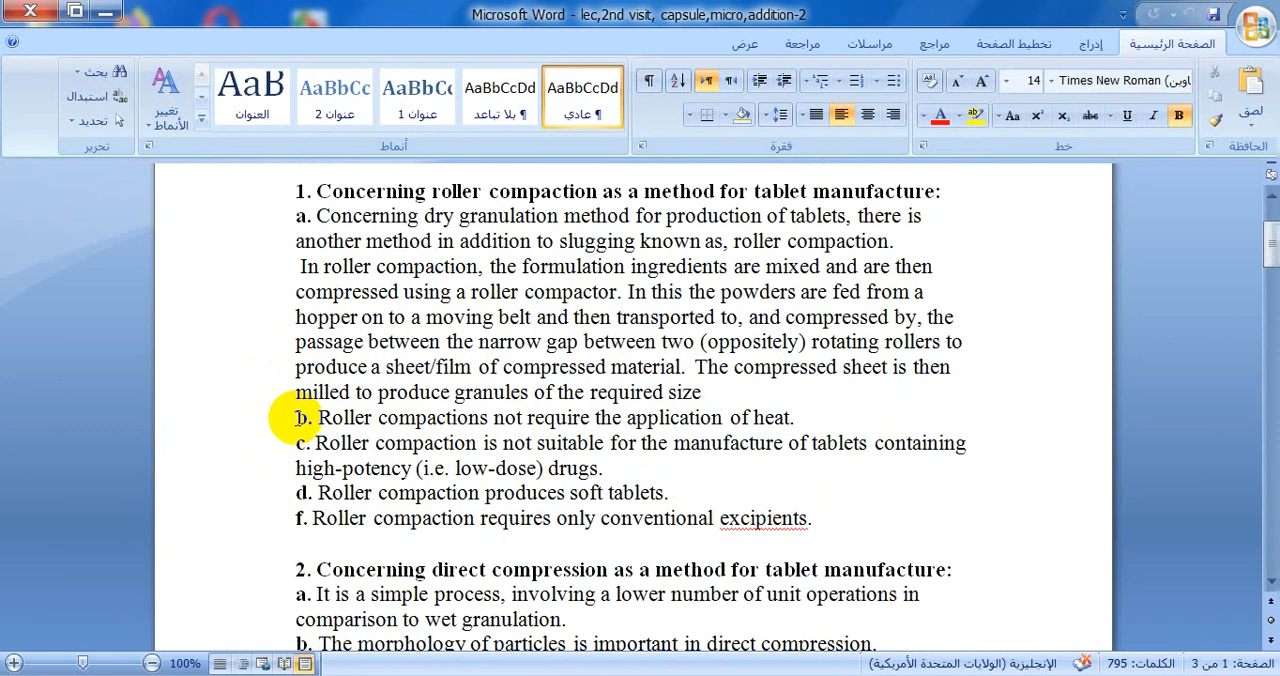 Microsoft Word - lec,2nd visit, capsule,micro,addition-2
الصفحة الرئيسية
إدراج
تخطيط الصفحة
مراجع
مراسلات
مراجعة
عرض
لصق
الحافظة
Times New Roman (عناوين
14
B I U abc X₂ X² Aa
خط
فقرة
AaBbCcDd
¶ عادي
AaBbCcDd
¶ بلا تباعد
AaBbCc
عنوان 1
AaBbCc
عنوان 2
AaB
العنوان
تغيير
الأنماط
أنماط
بحث
استبدال
تحديد
تحرير
1. Concerning roller compaction as a method for tablet manufacture:
a. Concerning dry granulation method for production of tablets, there is
another method in addition to slugging known as, roller compaction.
In roller compaction, the formulation ingredients are mixed and are then
compressed using a roller compactor. In this the powders are fed from a
hopper on to a moving belt and then transported to, and compressed by, the
passage between the narrow gap between two (oppositely) rotating rollers to
produce a sheet/film of compressed material. The compressed sheet is then
milled to produce granules of the required size
b. Roller compactions not require the application of heat.
c. Roller compaction is not suitable for the manufacture of tablets containing
high-potency (i.e. low-dose) drugs.
d. Roller compaction produces soft tablets.
f. Roller compaction requires only conventional excipients.
2. Concerning direct compression as a method for tablet manufacture:
a. It is a simple process, involving a lower number of unit operations in
comparison to wet granulation.
b. The morphology of particles is important in direct compression.
الصفحة: 1 من 3
الكلمات: 795
الإنجليزية (الولايات المتحدة الأمريكية)
100%